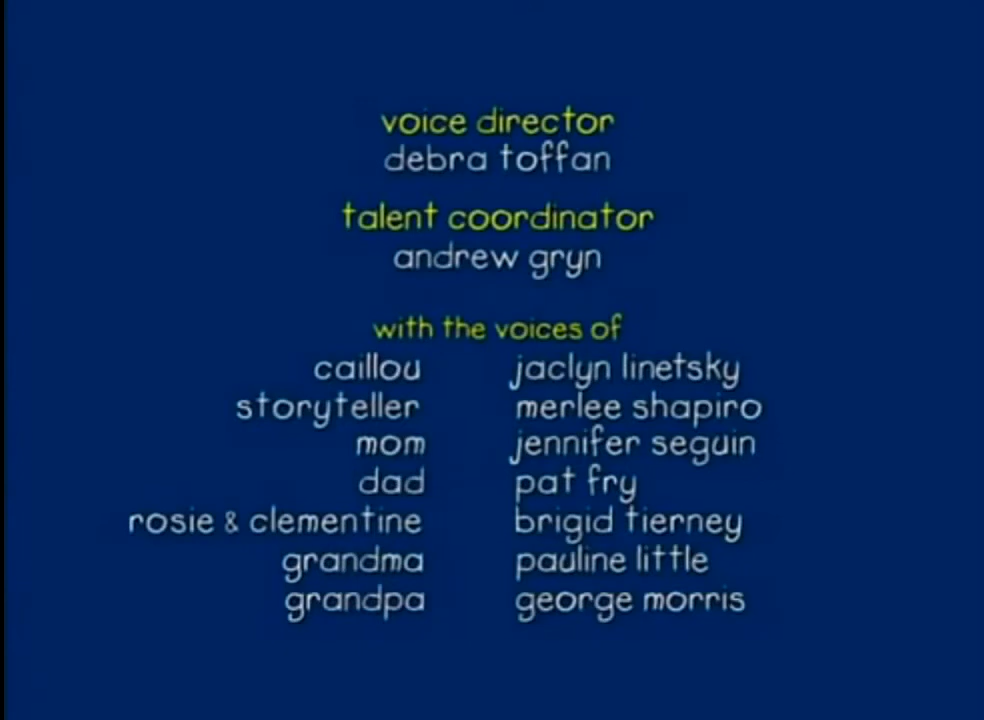 voice director
debra toffan
talent coordinator
andrew gryn
with the voices of
caillou jaclyn linetsky
storyteller merlee shapiro
mom jennifer seguin
dad pat fry
rosie & clementine brigid tierney
grandma pauline little
grandpa george morris